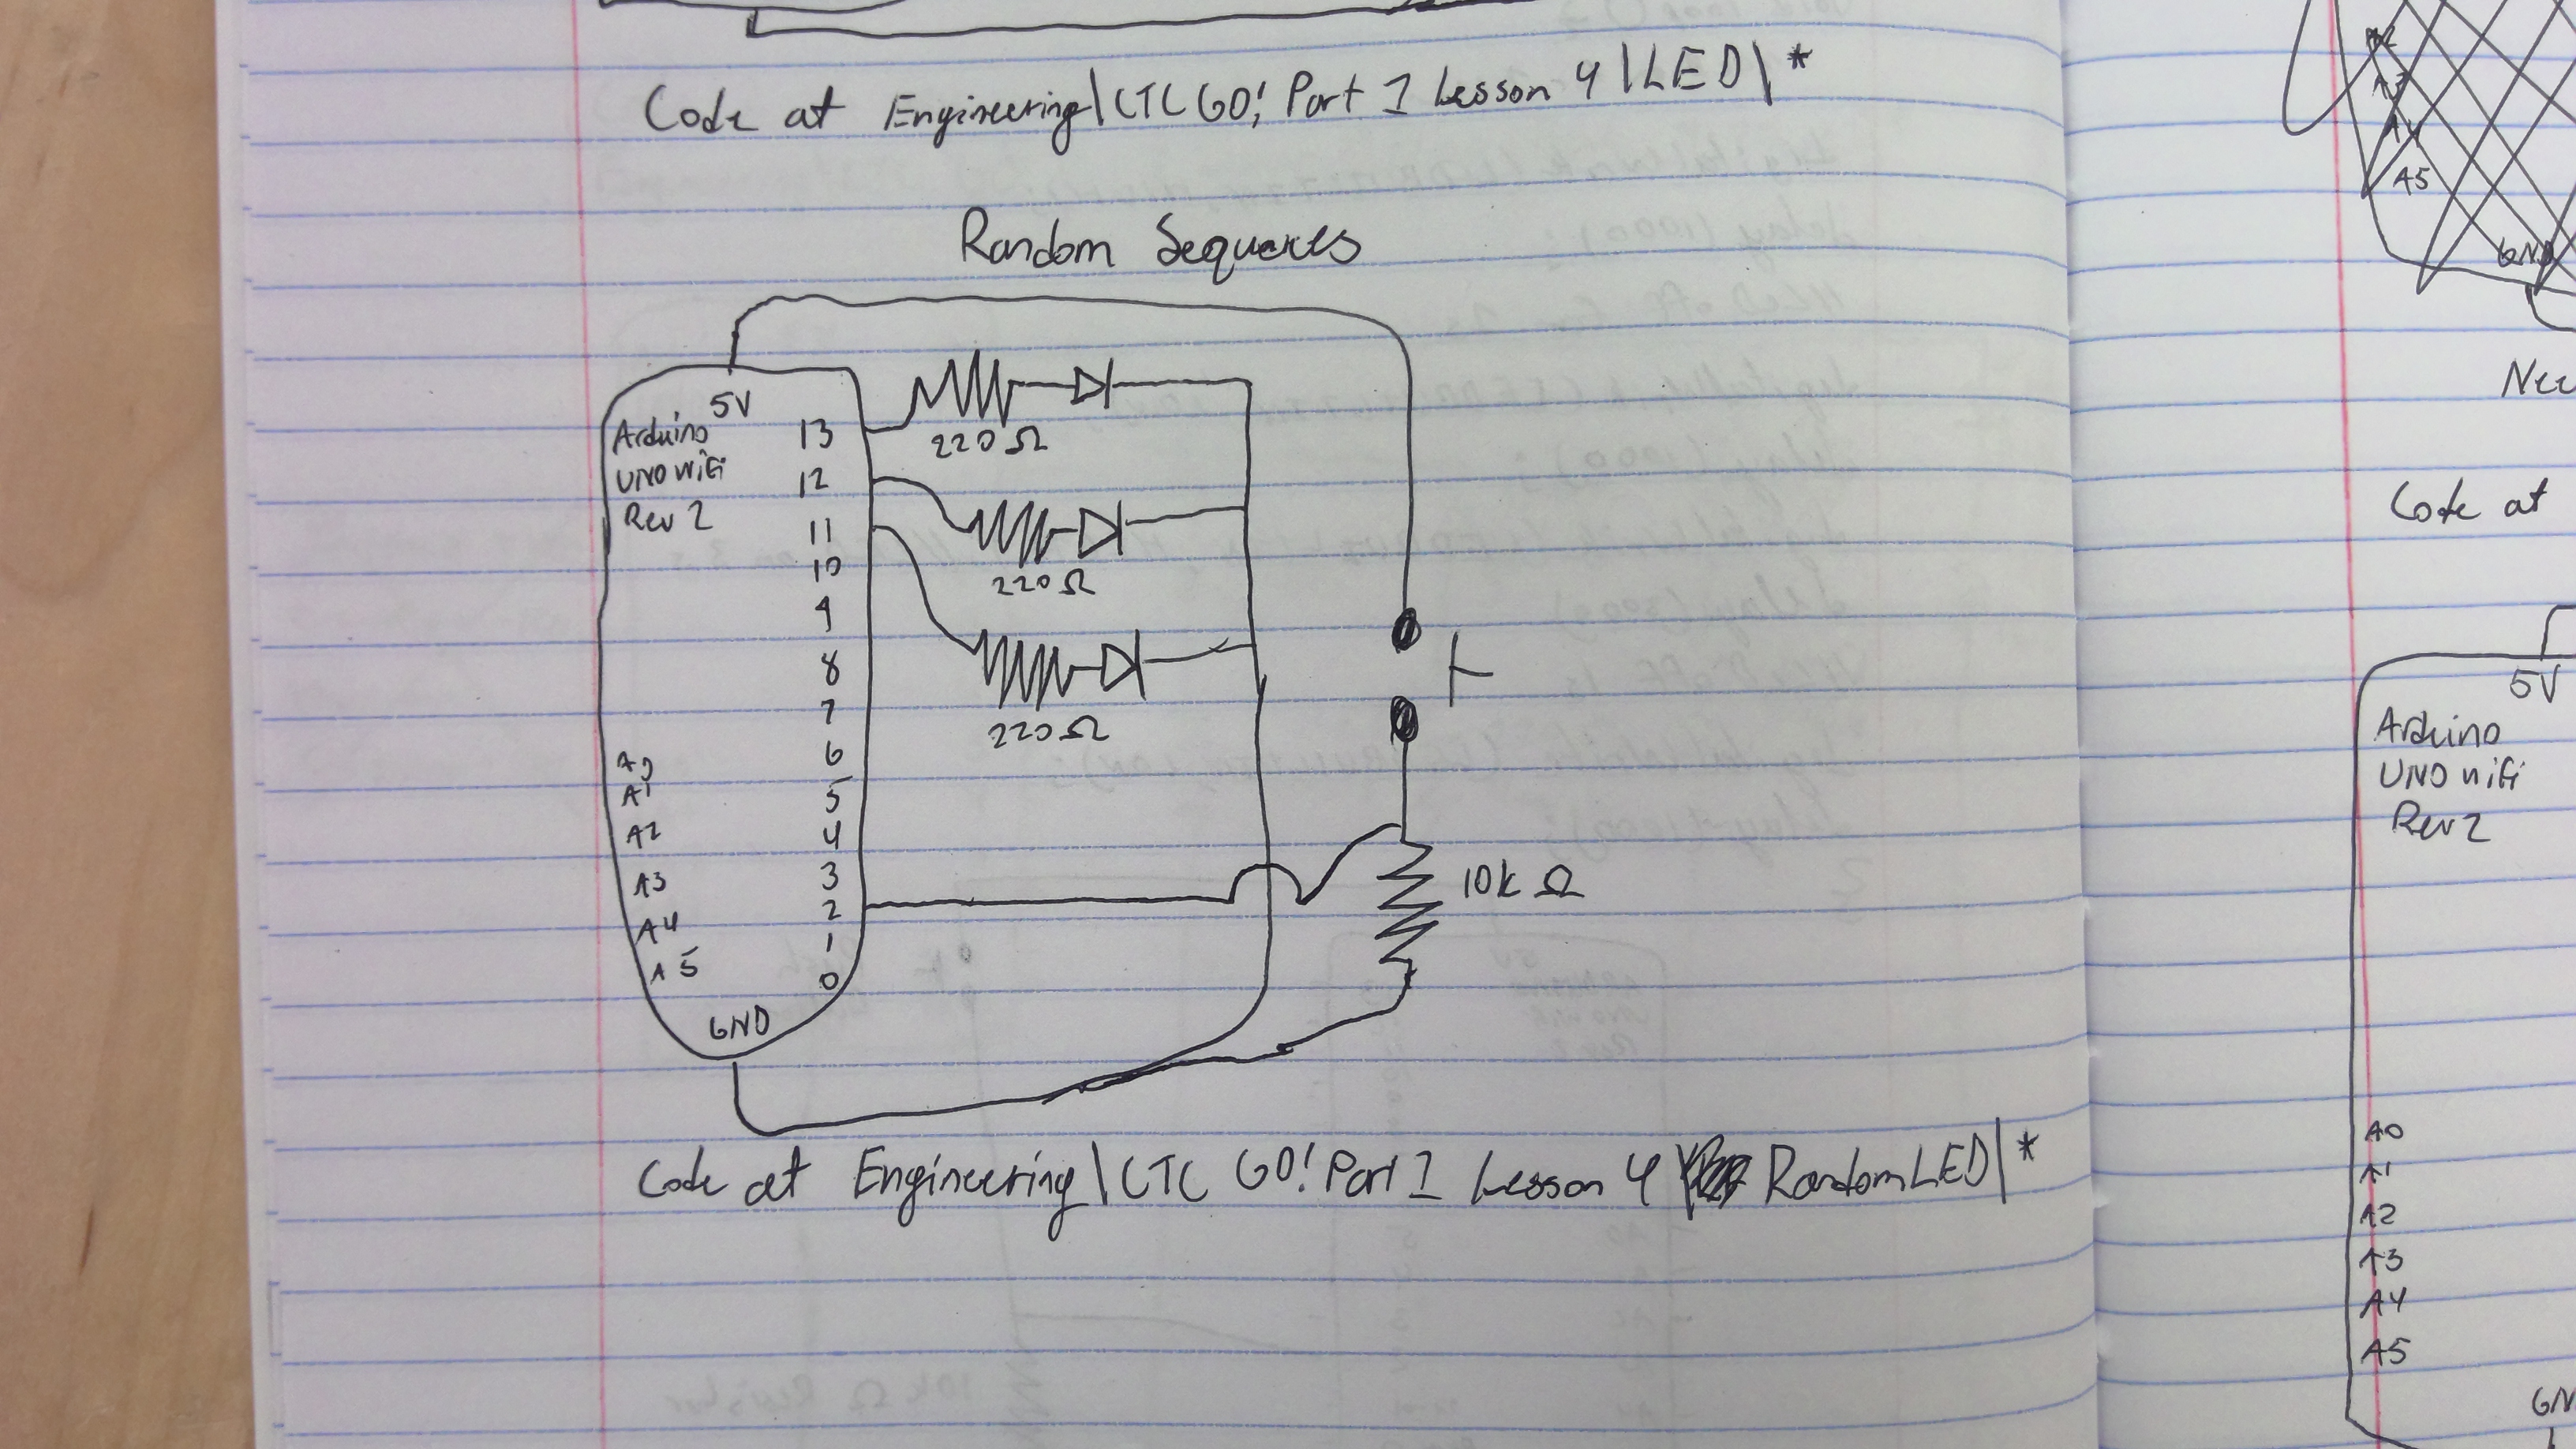 Code at Engineering\CTC GO! Part 1 Lesson 4 \LED\*
Random Sequences
5V
Arduino
UNO WiFi
Rev 2
13
12
11
10
9
8
7
6
5
4
3
2
1
0
A0
A1
A2
A3
A4
A5
GND
220 Ω
220 Ω
220 Ω
10k Ω
Code at Engineering\CTC GO! Part 1 Lesson 4\ RandomLED\*
A5
GND
Code at
5V
Arduino
UNO WiFi
Rev 2
A0
A1
A2
A3
A4
A5